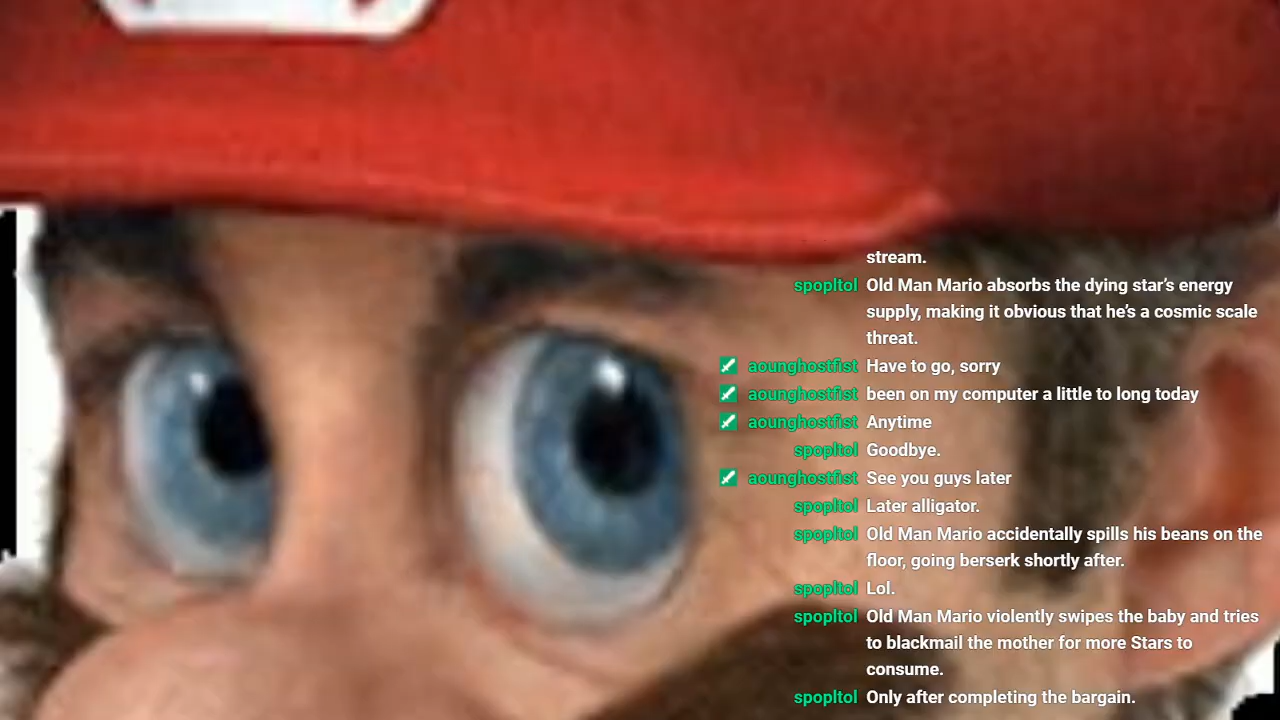 stream.
spopltol Old Man Mario absorbs the dying star's energy
supply, making it obvious that he's a cosmic scale
threat.
aounghostfist Have to go, sorry
aounghostfist been on my computer a little to long today
aounghostfist Anytime
spopltol Goodbye.
aounghostfist See you guys later
spopltol Later alligator.
spopltol Old Man Mario accidentally spills his beans on the
floor, going berserk shortly after.
spopltol Lol.
spopltol Old Man Mario violently swipes the baby and tries
to blackmail the mother for more Stars to
consume.
spopltol Only after completing the bargain.